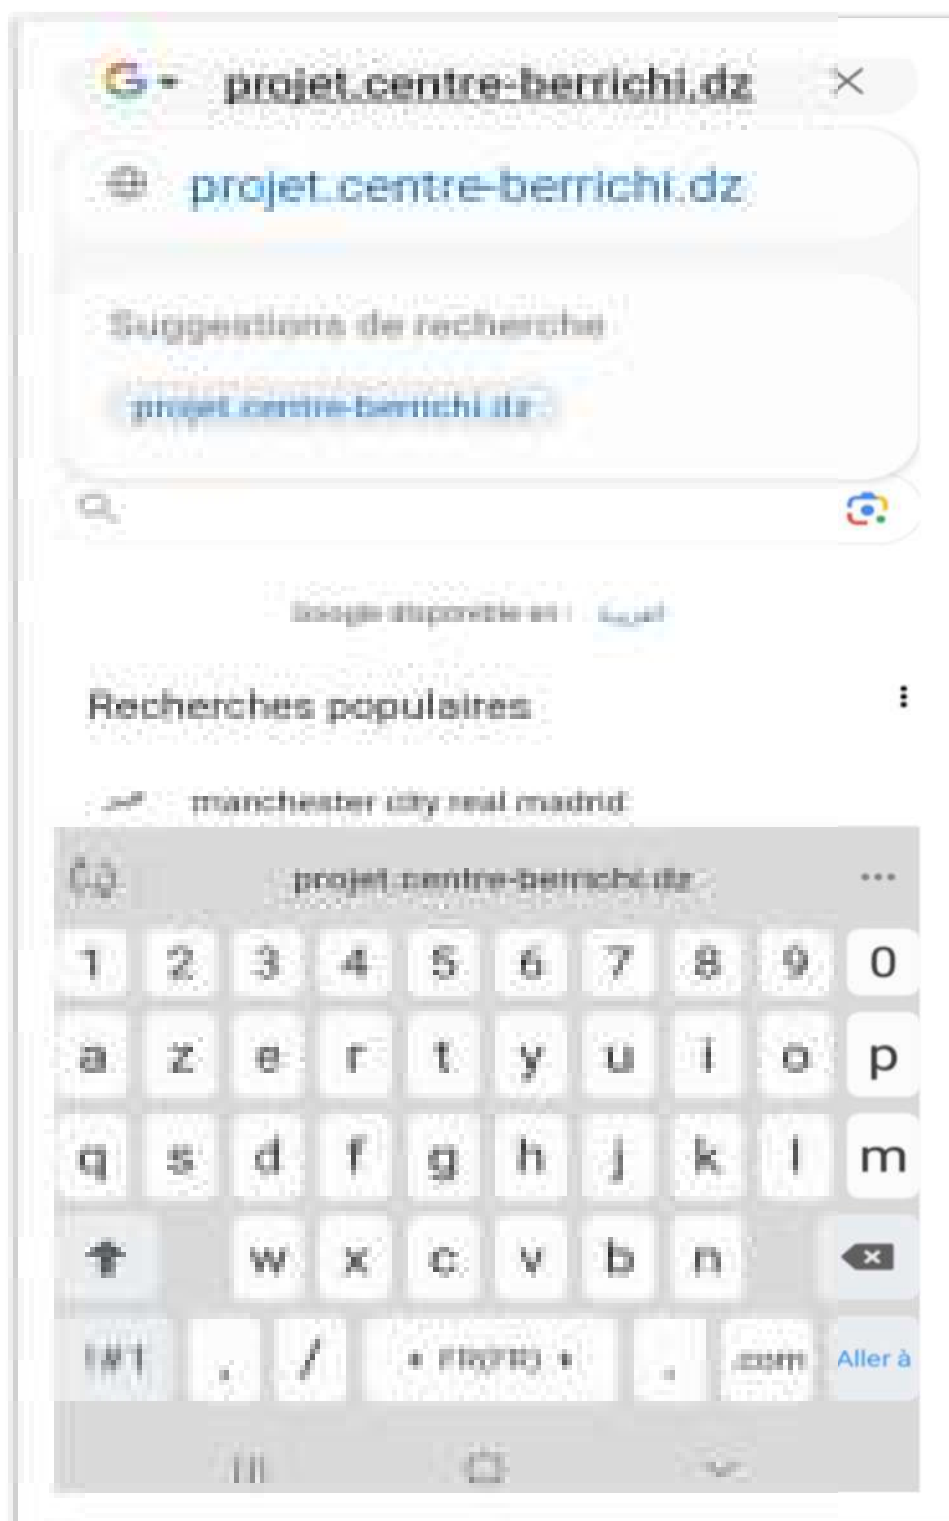 projet.centre-berrichi.dz
projet.centre-berrichi.dz
Suggestions de recherche
projet.centre-berrichi.dz
Google disponible en : العربية
Recherches populaires
manchester city real madrid
projet.centre-berrichi.dz
1 2 3 4 5 6 7 8 9 0
a z e r t y u i o p
q s d f g h j k l m
w x c v b n
!#1 , / FR(FR) . .com Aller à